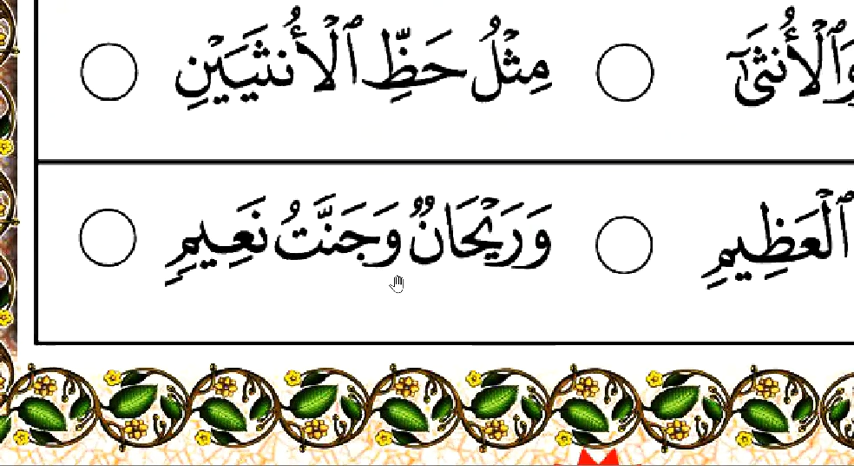 وَٱلْأُنثَىٰٓ مِثْلُ حَظِّ ٱلْأُنثَيَيْنِ
ٱلْعَظِيمِ وَرَيْحَانٌ وَجَنَّتُ نَعِيمٍ